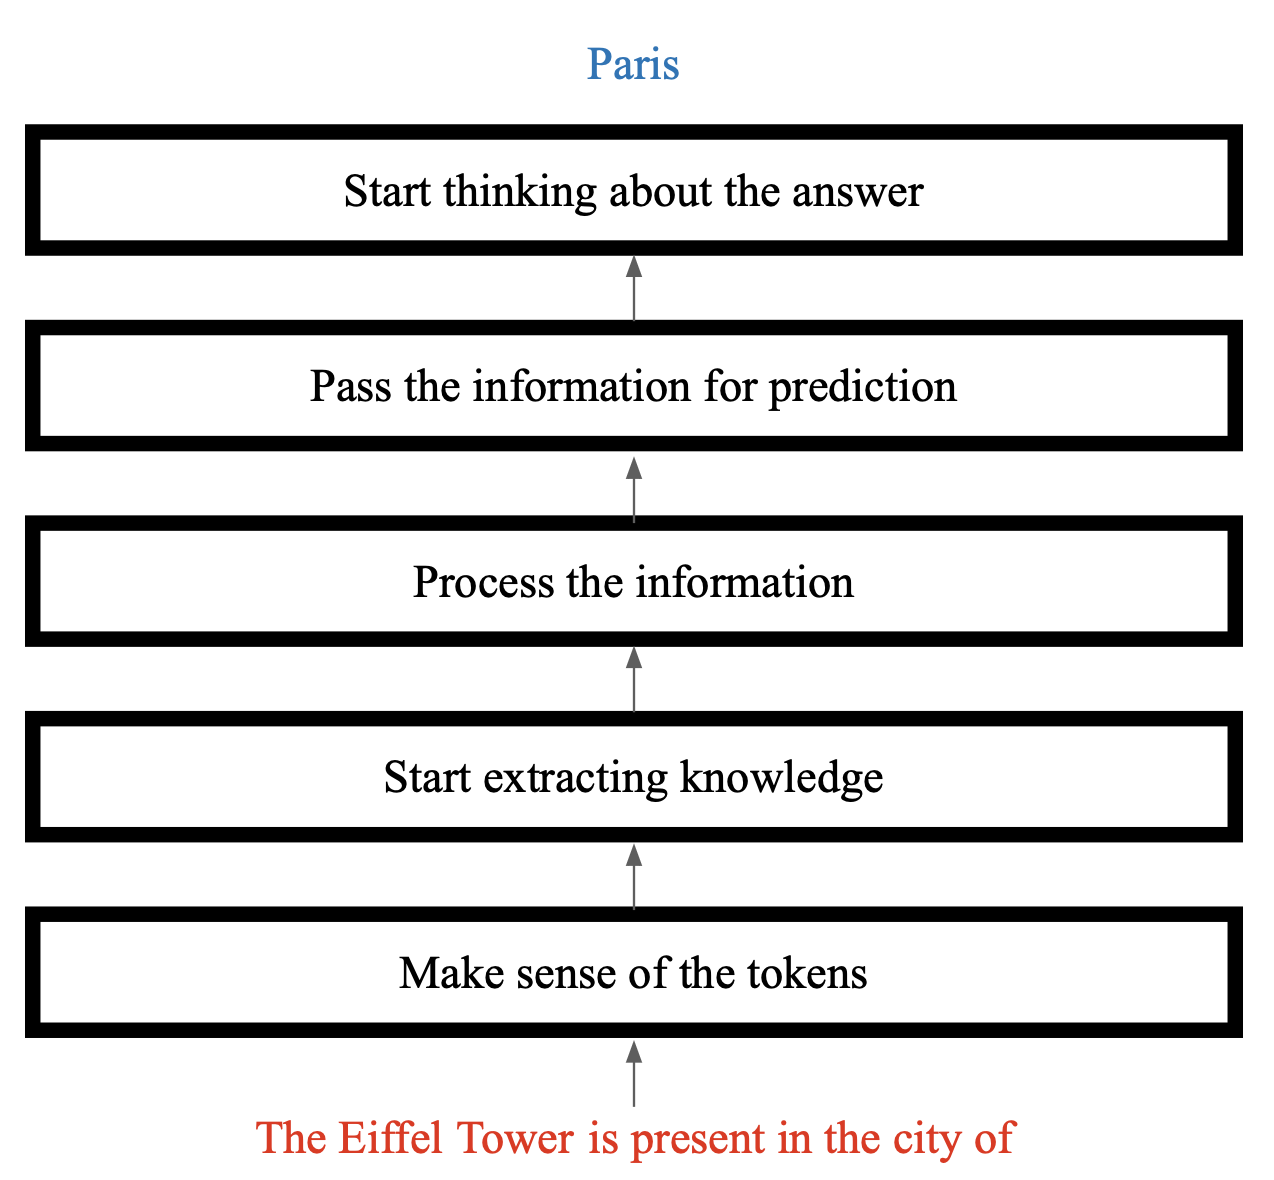 Paris
Start thinking about the answer
Pass the information for prediction
Process the information
Start extracting knowledge
Make sense of the tokens
The Eiffel Tower is present in the city of